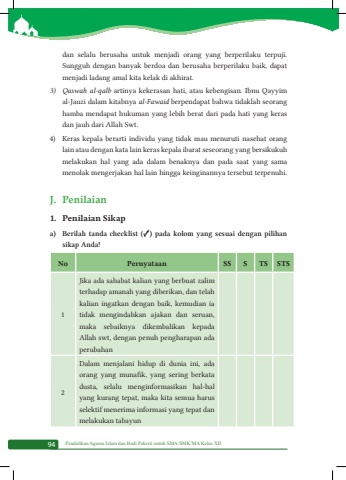 dan selalu berusaha untuk menjadi orang yang berperilaku terpuji.
Sungguh dengan banyak berdoa dan berusaha berperilaku baik, dapat
menjadi ladang amal kita kelak di akhirat.
3) Qaswah al-qalb artinya kekerasan hati, atau kebengisan. Ibnu Qayyim
al-Jauzi dalam kitabnya al-Fawaid berpendapat bahwa tidaklah seorang
hamba mendapat hukuman yang lebih berat dari pada hati yang keras
dan jauh dari Allah Swt.
4) Keras kepala berarti individu yang tidak mau menuruti nasehat orang
lain atau dengan kata lain keras kepala ibarat seseorang yang bersikukuh
melakukan hal yang ada dalam benaknya dan pada saat yang sama
menolak mengerjakan hal lain hingga keinginannya tersebut terpenuhi.
J. Penilaian
1. Penilaian Sikap
a) Berilah tanda checklist (✓) pada kolom yang sesuai dengan pilihan
sikap Anda!
No Pernyataan SS S TS STS
Jika ada sahabat kalian yang berbuat zalim
terhadap amanah yang diberikan, dan telah
kalian ingatkan dengan baik, kemudian ia
1 tidak mengindahkan ajakan dan seruan,
maka sebaiknya dikembalikan kepada
Allah swt, dengan penuh pengharapan ada
perubahan
Dalam menjalani hidup di dunia ini, ada
orang yang munafik, yang sering berkata
dusta, selalu menginformasikan hal-hal
2 yang kurang tepat, maka kita semua harus
selektif menerima informasi yang tepat dan
melakukan tabayun
94 Pendidikan Agama Islam dan Budi Pekerti untuk SMA/SMK/MA Kelas XII